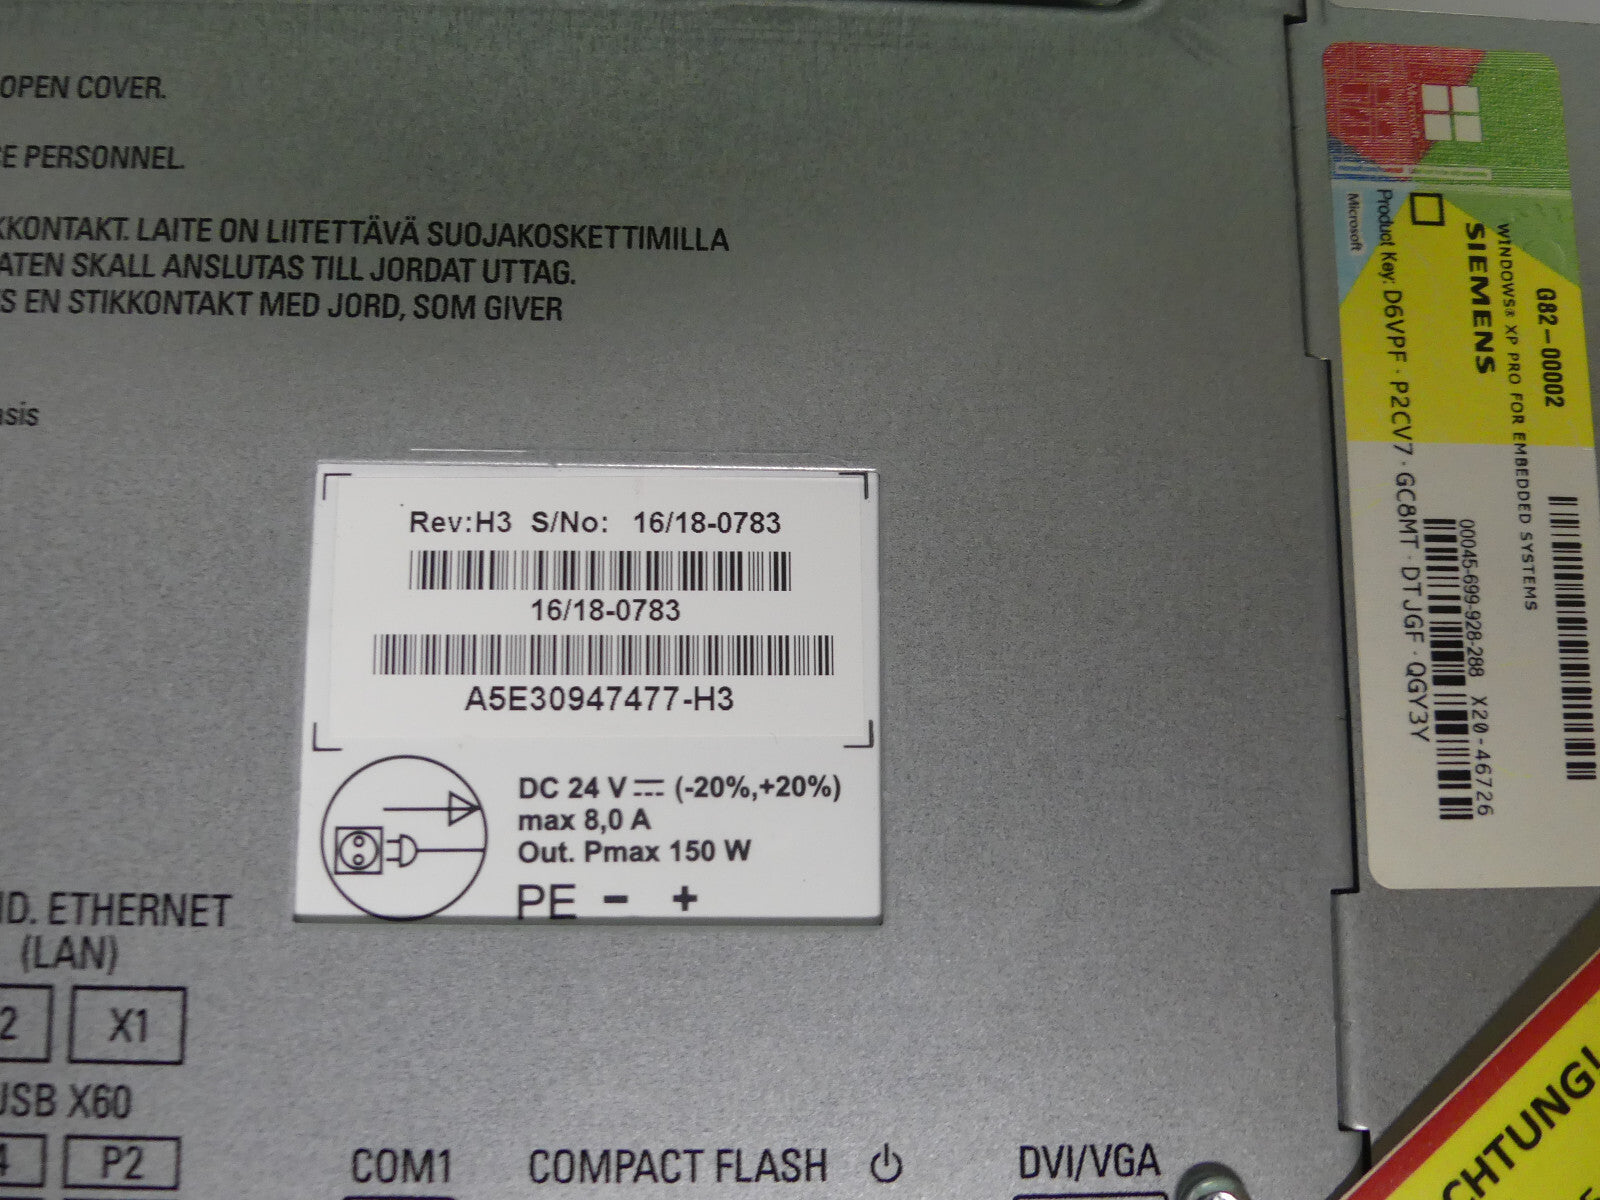 OPEN COVER.
PERSONNEL.
KONTAKT. LAITE ON LIITETTÄVÄ SUOJAKOSKETTIMILLA
ATEN SKALL ANSLUTAS TILL JORDAT UTTAG.
S EN STIKKONTAKT MED JORD, SOM GIVER
asis
Rev:H3 S/No: 16/18-0783
16/18-0783
A5E30947477-H3
DC 24 V (-20%,+20%)
max 8,0 A
Out. Pmax 150 W
PE - +
D. ETHERNET
(LAN)
2 X1
USB X60
4 P2
COM1 COMPACT FLASH DVI/VGA
G82-00002
WINDOWS® XP PRO FOR EMBEDDED SYSTEMS
SIEMENS
00045-699-928-288 X20-46726
Product Key: D6VPF-P2CV7-GC8MT-DTJGF-QGY3Y
Microsoft
Microsoft
CHTUNG!